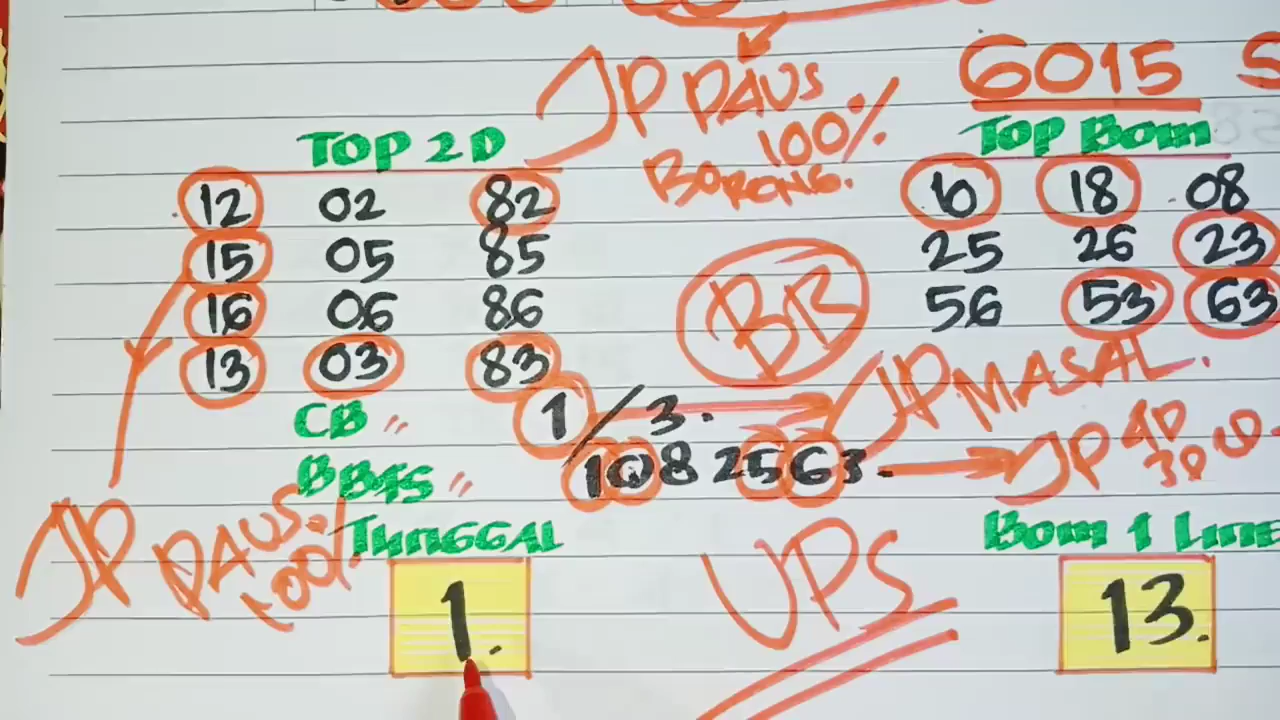 JP PAUS
100%
BORONG.
6015 S
TOP 2D
12 02 82
15 05 85
16 06 86
13 03 83
Top Bom
10 18 08
25 26 23
56 53 63
BB
CB " 1 / 3.
BBFS " 108 2563.
JP MASAL.
JP 4D
3D
JP PAUS.
100%
TUNGGAL
1.
UPS
Bom 1 LINE
13.